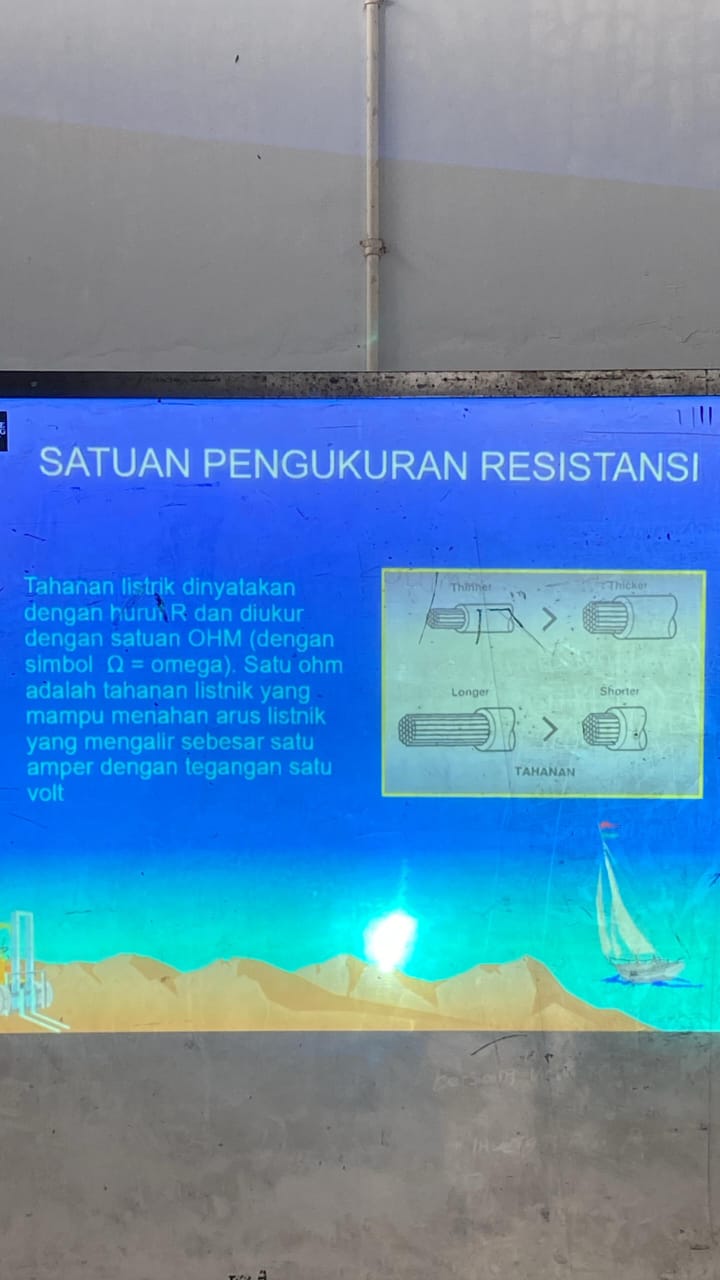 SATUAN PENGUKURAN RESISTANSI
Tahanan listrik dinyatakan
dengan huruf R dan diukur
dengan satuan OHM (dengan
simbol Ω = omega). Satu ohm
adalah tahanan listnik yang
mampu menahan arus listnik
yang mengalir sebesar satu
amper dengan tegangan satu
volt
Thinner > Thicker
Longer > Shorter
TAHANAN